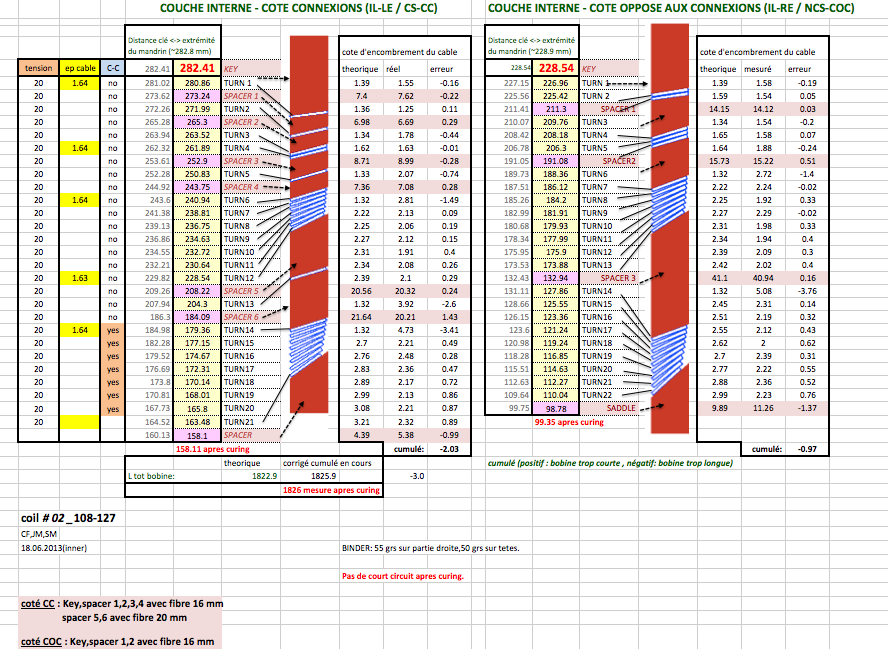 COUCHE INTERNE - COTE CONNEXIONS (IL-LE / CS-CC) COUCHE INTERNE - COTE OPPOSE AUX CONNEXIONS (IL-RE / NCS-COC)
Distance clé <-> extrémité du mandrin (~282.8 mm) cote d'encombrement du cable Distance clé <-> extrémité du mandrin (~228.9 mm) cote d'encombrement du cable
tension ep cable C-C 282.41 282.41 KEY theorique réel erreur 228.54 228.54 KEY theorique mesuré erreur
20 1.64 no 281.02 280.86 TURN 1 1.39 1.55 -0.16 227.15 226.96 TURN 1 1.39 1.58 -0.19
20 no 273.62 273.24 SPACER 1 7.4 7.62 -0.22 225.56 225.42 TURN 2 1.59 1.54 0.05
20 no 272.26 271.99 TURN2 1.36 1.25 0.11 211.41 211.3 SPACER 1 14.15 14.12 0.03
20 no 265.28 265.3 SPACER 2 6.98 6.69 0.29 210.07 209.76 TURN3 1.34 1.54 -0.2
20 no 263.94 263.52 TURN3 1.34 1.78 -0.44 208.42 208.18 TURN4 1.65 1.58 0.07
20 1.64 no 262.32 261.89 TURN4 1.62 1.63 -0.01 206.78 206.3 TURN5 1.64 1.88 -0.24
20 no 253.61 252.9 SPACER 3 8.71 8.99 -0.28 191.05 191.08 SPACER2 15.73 15.22 0.51
20 no 252.28 250.83 TURN5 1.33 2.07 -0.74 189.73 188.36 TURN6 1.32 2.72 -1.4
20 no 244.92 243.75 SPACER 4 7.36 7.08 0.28 187.51 186.12 TURN7 2.22 2.24 -0.02
20 1.64 no 243.6 240.94 TURN6 1.32 2.81 -1.49 185.26 184.2 TURN8 2.25 1.92 0.33
20 no 241.38 238.81 TURN7 2.22 2.13 0.09 182.99 181.91 TURN9 2.27 2.29 -0.02
20 no 239.13 236.75 TURN8 2.25 2.06 0.19 180.68 179.93 TURN10 2.31 1.98 0.33
20 no 236.86 234.63 TURN9 2.27 2.12 0.15 178.34 177.99 TURN11 2.34 1.94 0.4
20 no 234.55 232.72 TURN10 2.31 1.91 0.4 175.95 175.9 TURN12 2.39 2.09 0.3
20 no 232.21 230.64 TURN11 2.34 2.08 0.26 173.53 173.88 TURN13 2.42 2.02 0.4
20 1.63 no 229.82 228.54 TURN12 2.39 2.1 0.29 132.43 132.94 SPACER 3 41.1 40.94 0.16
20 no 209.26 208.22 SPACER 5 20.56 20.32 0.24 131.11 127.86 TURN14 1.32 5.08 -3.76
20 no 207.94 204.3 TURN13 1.32 3.92 -2.6 128.66 125.55 TURN15 2.45 2.31 0.14
20 no 186.3 184.09 SPACER 6 21.64 20.21 1.43 126.15 123.36 TURN16 2.51 2.19 0.32
20 1.64 yes 184.98 179.36 TURN14 1.32 4.73 -3.41 123.6 121.24 TURN17 2.55 2.12 0.43
20 yes 182.28 177.15 TURN15 2.7 2.21 0.49 120.98 119.24 TURN18 2.62 2 0.62
20 yes 179.52 174.67 TURN16 2.76 2.48 0.28 118.28 116.85 TURN19 2.7 2.39 0.31
20 yes 176.69 172.31 TURN17 2.83 2.36 0.47 115.51 114.63 TURN20 2.77 2.22 0.55
20 yes 173.8 170.14 TURN18 2.89 2.17 0.72 112.63 112.27 TURN21 2.88 2.36 0.52
20 yes 170.81 168.01 TURN19 2.99 2.13 0.86 109.64 110.04 TURN22 2.99 2.23 0.76
20 yes 167.73 165.8 TURN20 3.08 2.21 0.87 99.75 98.78 SADDLE 9.89 11.26 -1.37
20 164.52 163.48 TURN21 3.21 2.32 0.89 99.35 apres curing
160.13 158.1 SPACER 4.39 5.38 -0.99
158.11 apres curing cumulé: -2.03 cumulé: -0.97
theorique corrigé cumulé en cours cumulé (positif : bobine trop courte , négatif: bobine trop longue)
L tot bobine: 1822.9 1825.9 -3.0
1826 mesure apres curing
coil # 02_108-127
CF,JM,SM
18.06.2013(inner) BINDER: 55 grs sur partie droite,50 grs sur tetes.
Pas de court circuit apres curing.
coté CC : Key,spacer 1,2,3,4 avec fibre 16 mm
spacer 5,6 avec fibre 20 mm
coté COC : Key,spacer 1,2 avec fibre 16 mm